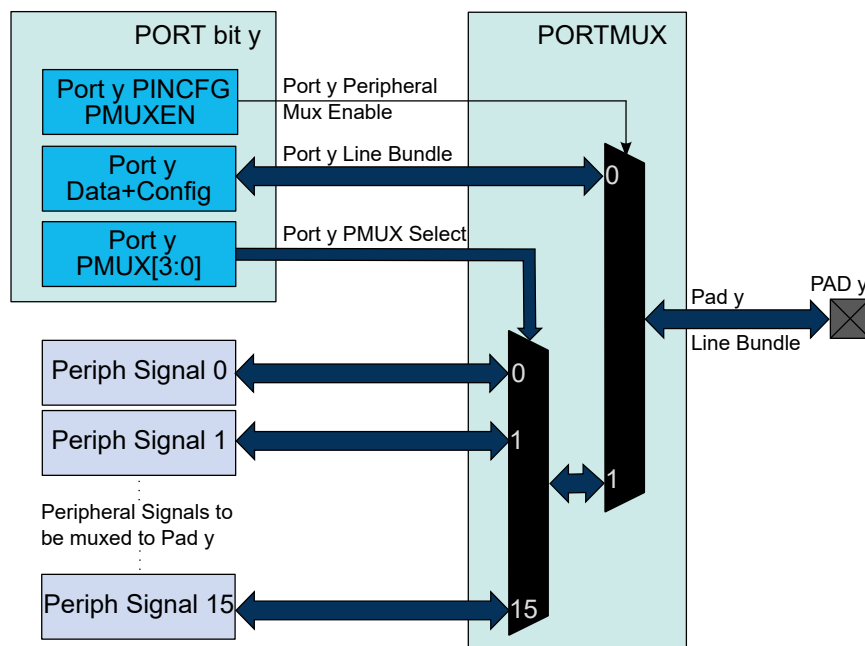 PORT bit y
PORTMUX
Port y PINCFG
PMUXEN
Port y Peripheral
Mux Enable
Port y
Data+Config
Port y Line Bundle
0
Port y
PMUX[3:0]
Port y PMUX Select
PAD y
Pad y
Line Bundle
Periph Signal 0
0
Periph Signal 1
1
1
Peripheral Signals to
be muxed to Pad y
Periph Signal 15
15